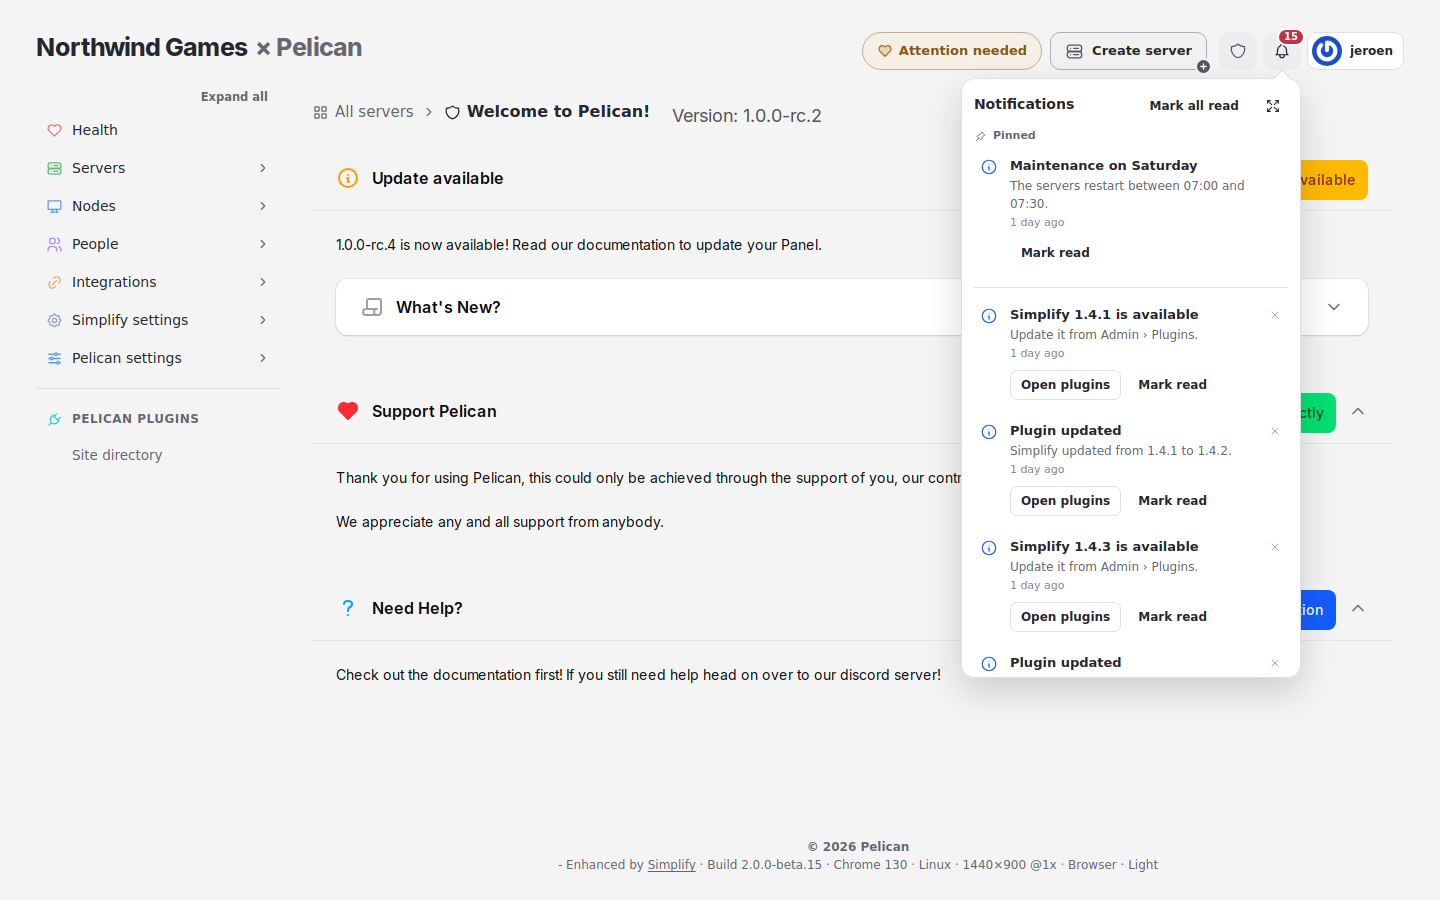 Northwind Games × Pelican
Attention needed
Create server
15
jeroen
Expand all
Health
Servers
Nodes
People
Integrations
Simplify settings
Pelican settings
PELICAN PLUGINS
Site directory
All servers > Welcome to Pelican! Version: 1.0.0-rc.2
Update available
1.0.0-rc.4 is now available! Read our documentation to update your Panel.
What's New?
Support Pelican
Thank you for using Pelican, this could only be achieved through the support of you, our
We appreciate any and all support from anybody.
Need Help?
Check out the documentation first! If you still need help head on over to our discord server!
Notifications
Mark all read
Pinned
Maintenance on Saturday
The servers restart between 07:00 and
07:30.
1 day ago
Mark read
Simplify 1.4.1 is available
Update it from Admin › Plugins.
1 day ago
Open plugins Mark read
Plugin updated
Simplify updated from 1.4.1 to 1.4.2.
1 day ago
Open plugins Mark read
Simplify 1.4.3 is available
Update it from Admin › Plugins.
1 day ago
Open plugins Mark read
Plugin updated
© 2026 Pelican
- Enhanced by Simplify · Build 2.0.0-beta.15 · Chrome 130 · Linux · 1440×900 @1x · Browser · Light